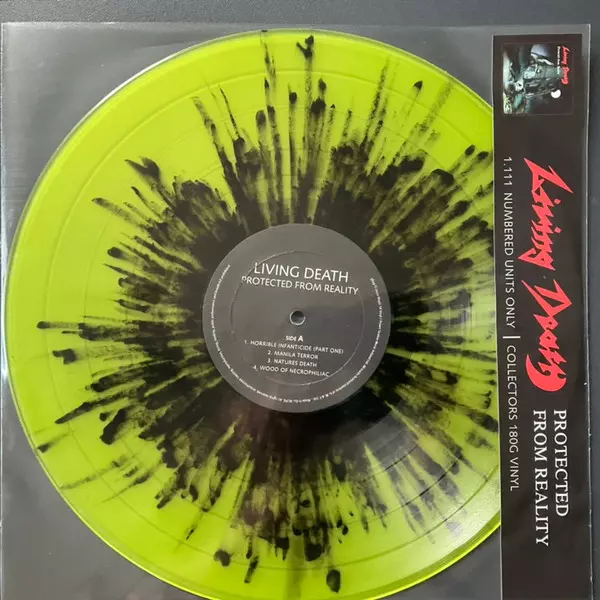 LIVING DEATH
PROTECTED FROM REALITY
SIDE A
1. HORRIBLE INFANTICIDE (PART ONE)
2. MANILA TERROR
3. NATURES DEATH
4. WOOD OF NECROPHILIAC
Living Death
PROTECTED
FROM REALITY
1.111 NUMBERED UNITS ONLY | COLLECTORS 180G VINYL